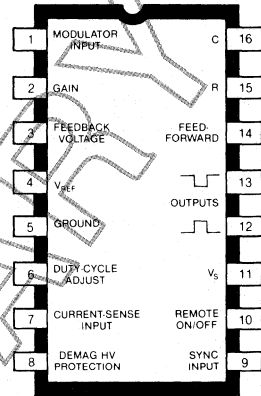 1 MODULATOR INPUT C 16
2 GAIN R 15
3 FEEDBACK VOLTAGE FEED-FORWARD 14
4 VREF 13
OUTPUTS
5 GROUND 12
6 DUTY-CYCLE ADJUST VS 11
7 CURRENT-SENSE INPUT REMOTE ON/OFF 10
8 DEMAG HV PROTECTION SYNC INPUT 9